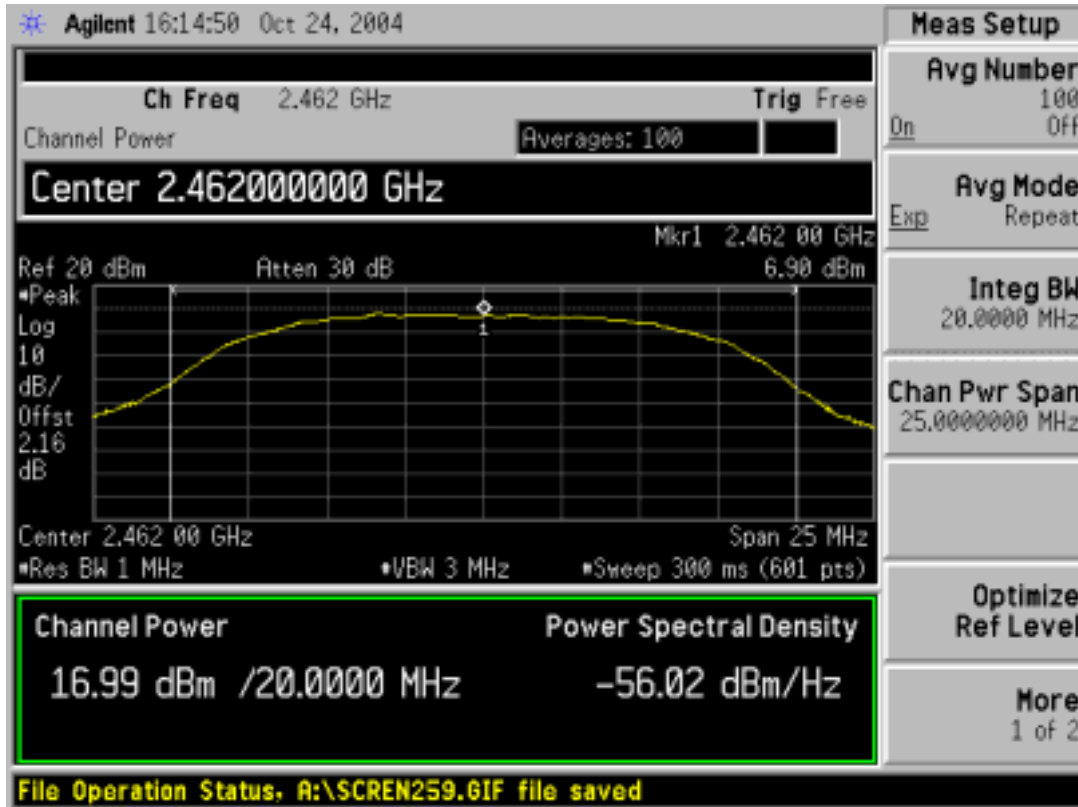 Agilent 16:14:50 Oct 24, 2004
Ch Freq 2.462 GHz Trig Free
Channel Power Averages: 100
Center 2.462000000 GHz
Mkr1 2.462 00 GHz
Ref 20 dBm Atten 30 dB 6.90 dBm
#Peak
Log
10
dB/
Offst
2.16
dB
1
Center 2.462 00 GHz Span 25 MHz
#Res BW 1 MHz #VBW 3 MHz #Sweep 300 ms (601 pts)
Channel Power Power Spectral Density
16.99 dBm /20.0000 MHz -56.02 dBm/Hz
File Operation Status, A:\SCREN259.GIF file saved
Meas Setup
Avg Number
100
On Off
Avg Mode
Exp Repeat
Integ BW
20.0000 MHz
Chan Pwr Span
25.0000000 MHz
Optimize
Ref Level
More
1 of 2